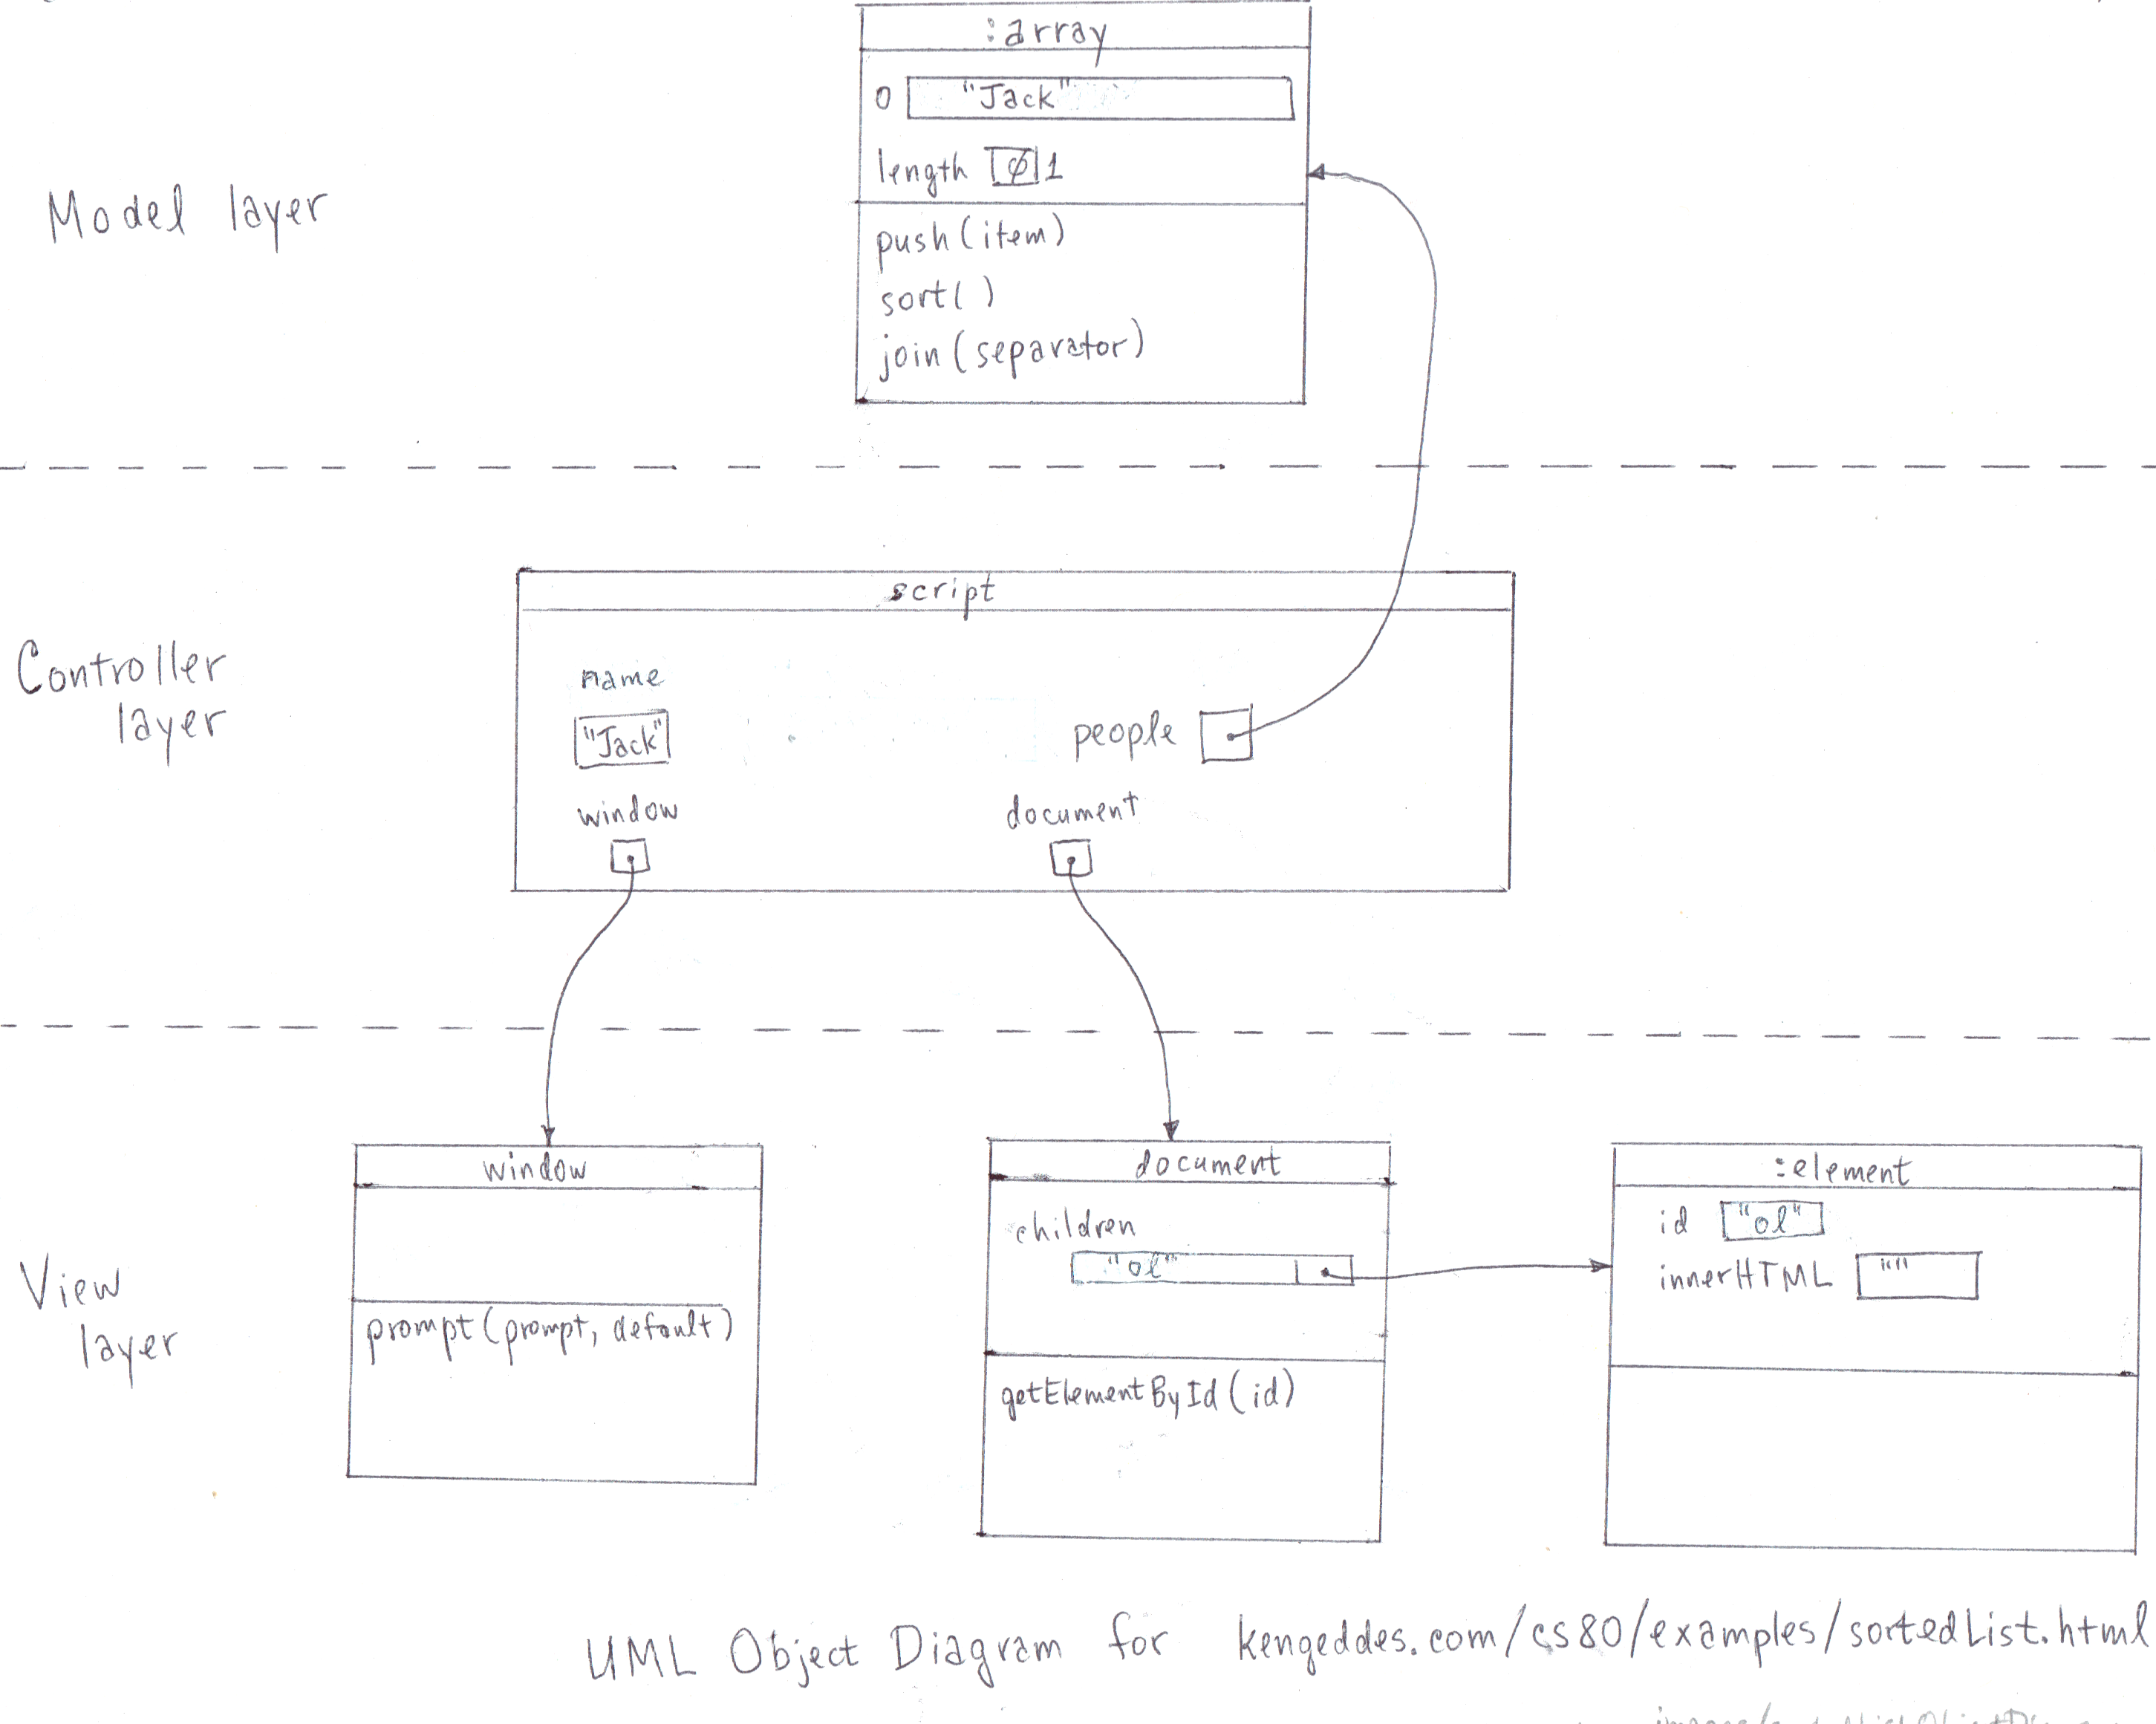 :array
0 "Jack"
length 0 1
Model layer
push(item)
sort( )
join(separator)
script
Controller
layer
name
"Jack"
people
window
document
window
document
:element
children
id "ol"
"ol"
innerHTML ""
View
layer
prompt(prompt, default)
getElementById(id)
UML Object Diagram for kengeddes.com/cs80/examples/sortedList.html